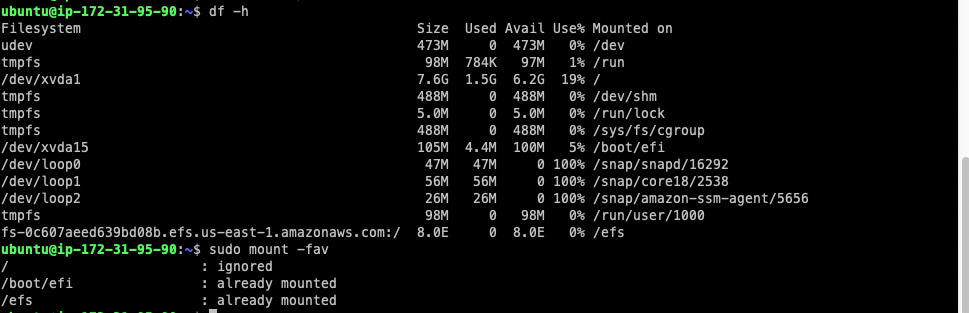 ubuntu@ip-172-31-95-90:~$ df -h
Filesystem Size Used Avail Use% Mounted on
udev 473M 0 473M 0% /dev
tmpfs 98M 784K 97M 1% /run
/dev/xvda1 7.6G 1.5G 6.2G 19% /
tmpfs 488M 0 488M 0% /dev/shm
tmpfs 5.0M 0 5.0M 0% /run/lock
tmpfs 488M 0 488M 0% /sys/fs/cgroup
/dev/xvda15 105M 4.4M 100M 5% /boot/efi
/dev/loop0 47M 47M 0 100% /snap/snapd/16292
/dev/loop1 56M 56M 0 100% /snap/core18/2538
/dev/loop2 26M 26M 0 100% /snap/amazon-ssm-agent/5656
tmpfs 98M 0 98M 0% /run/user/1000
fs-0c607aeed639bd08b.efs.us-east-1.amazonaws.com:/ 8.0E 0 8.0E 0% /efs
ubuntu@ip-172-31-95-90:~$ sudo mount -fav
/ : ignored
/boot/efi : already mounted
/efs : already mounted